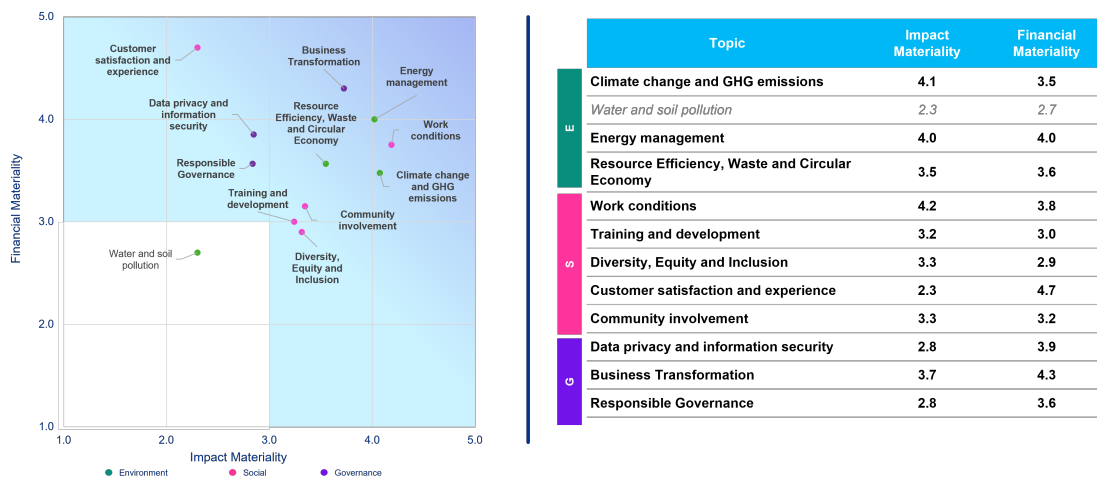 5.0
4.0
3.0
2.0
1.0
1.0
2.0
3.0
4.0
5.0
Financial Materiality
Impact Materiality
Customer
satisfaction and
experience
Business
Transformation
Energy
management
Data privacy and
information
security
Resource
Efficiency, Waste
and Circular
Economy
Work
conditions
Responsible
Governance
Climate change
and GHG
emissions
Training and
development
Community
involvement
Diversity,
Equity and
Inclusion
Water and soil
pollution
Environment
Social
Governance
Topic
Impact
Materiality
Financial
Materiality
E
Climate change and GHG emissions 4.1 3.5
Water and soil pollution 2.3 2.7
Energy management 4.0 4.0
Resource Efficiency, Waste and Circular
Economy 3.5 3.6
S
Work conditions 4.2 3.8
Training and development 3.2 3.0
Diversity, Equity and Inclusion 3.3 2.9
Customer satisfaction and experience 2.3 4.7
Community involvement 3.3 3.2
G
Data privacy and information security 2.8 3.9
Business Transformation 3.7 4.3
Responsible Governance 2.8 3.6